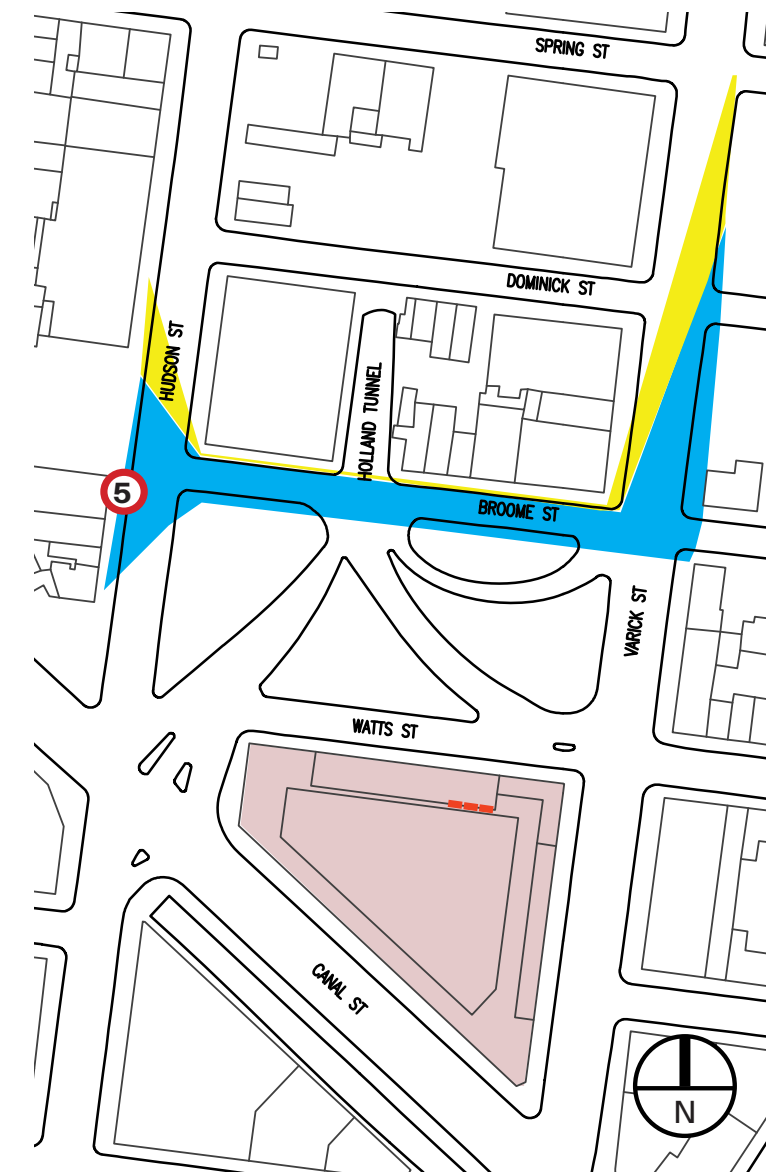 SPRING ST
DOMINICK ST
HUDSON ST
HOLLAND TUNNEL
5
BROOME ST
VARICK ST
WATTS ST
CANAL ST
N